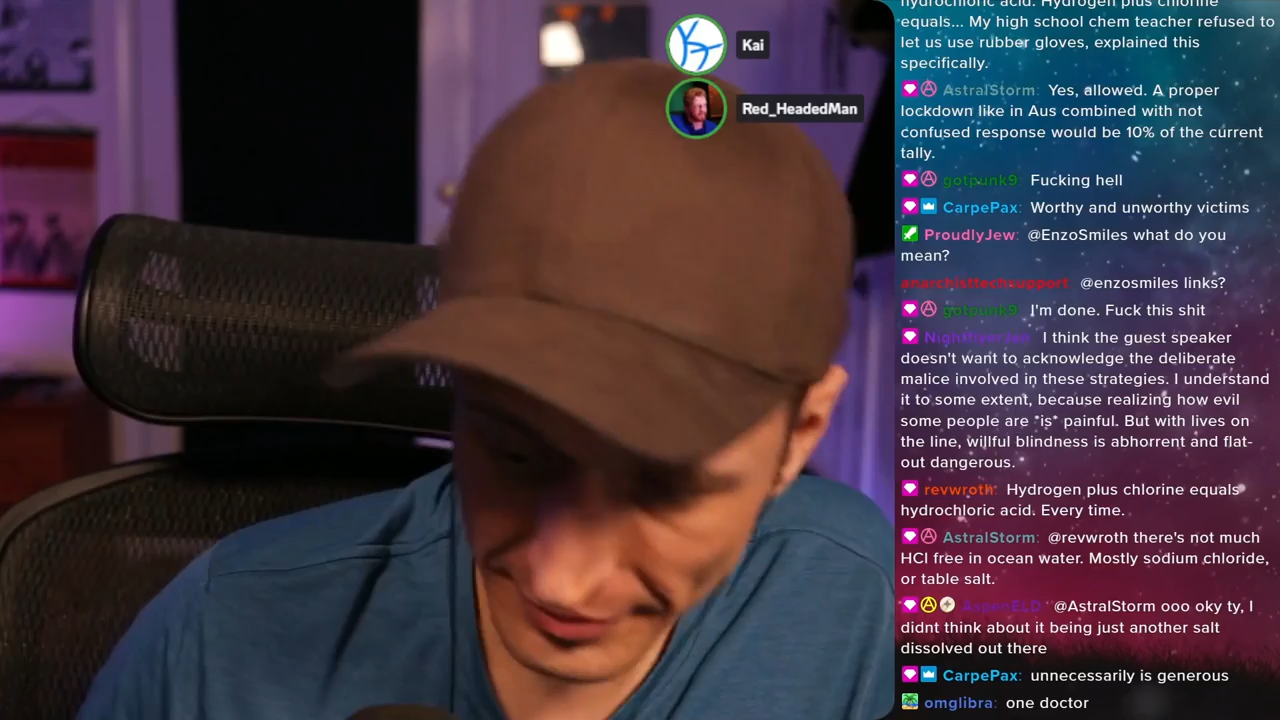 Kai
Red_HeadedMan
hydrochloric acid. Hydrogen plus chlorine
equals... My high school chem teacher refused to
let us use rubber gloves, explained this
specifically.
AstralStorm: Yes, allowed. A proper
lockdown like in Aus combined with not
confused response would be 10% of the current
tally.
gotpunk9: Fucking hell
CarpePax: Worthy and unworthy victims
ProudlyJew: @EnzoSmiles what do you
mean?
anarchisttechsupport: @enzosmiles links?
gotpunk9: I'm done. Fuck this shit
I think the guest speaker
doesn't want to acknowledge the deliberate
malice involved in these strategies. I understand
it to some extent, because realizing how evil
some people are *is* painful. But with lives on
the line, willful blindness is abhorrent and flat-
out dangerous.
revwroth: Hydrogen plus chlorine equals
hydrochloric acid. Every time.
AstralStorm: @revwroth there's not much
HCl free in ocean water. Mostly sodium chloride,
or table salt.
AspenELD: @AstralStorm ooo oky ty, I
didnt think about it being just another salt
dissolved out there
CarpePax: unnecessarily is generous
omglibra: one doctor